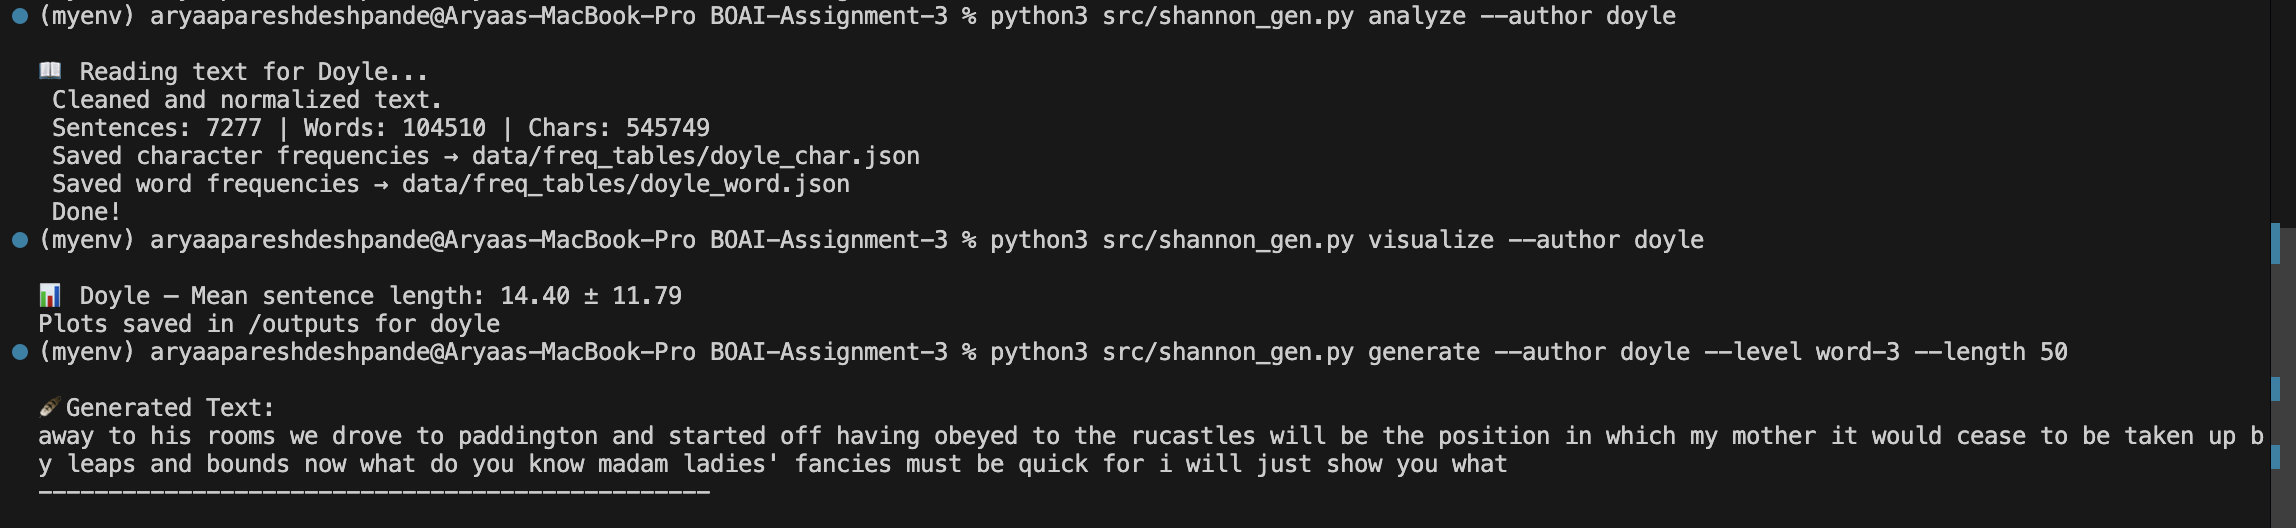 (myenv) aryaapareshdeshpande@Aryaas-MacBook-Pro BOAI-Assignment-3 % python3 src/shannon_gen.py analyze --author doyle
📖 Reading text for Doyle...
Cleaned and normalized text.
Sentences: 7277 | Words: 104510 | Chars: 545749
Saved character frequencies → data/freq_tables/doyle_char.json
Saved word frequencies → data/freq_tables/doyle_word.json
Done!
(myenv) aryaapareshdeshpande@Aryaas-MacBook-Pro BOAI-Assignment-3 % python3 src/shannon_gen.py visualize --author doyle
📊 Doyle — Mean sentence length: 14.40 ± 11.79
Plots saved in /outputs for doyle
(myenv) aryaapareshdeshpande@Aryaas-MacBook-Pro BOAI-Assignment-3 % python3 src/shannon_gen.py generate --author doyle --level word-3 --length 50
🪶Generated Text:
away to his rooms we drove to paddington and started off having obeyed to the rucastles will be the position in which my mother it would cease to be taken up b
y leaps and bounds now what do you know madam ladies' fancies must be quick for i will just show you what
------------------------------------------------